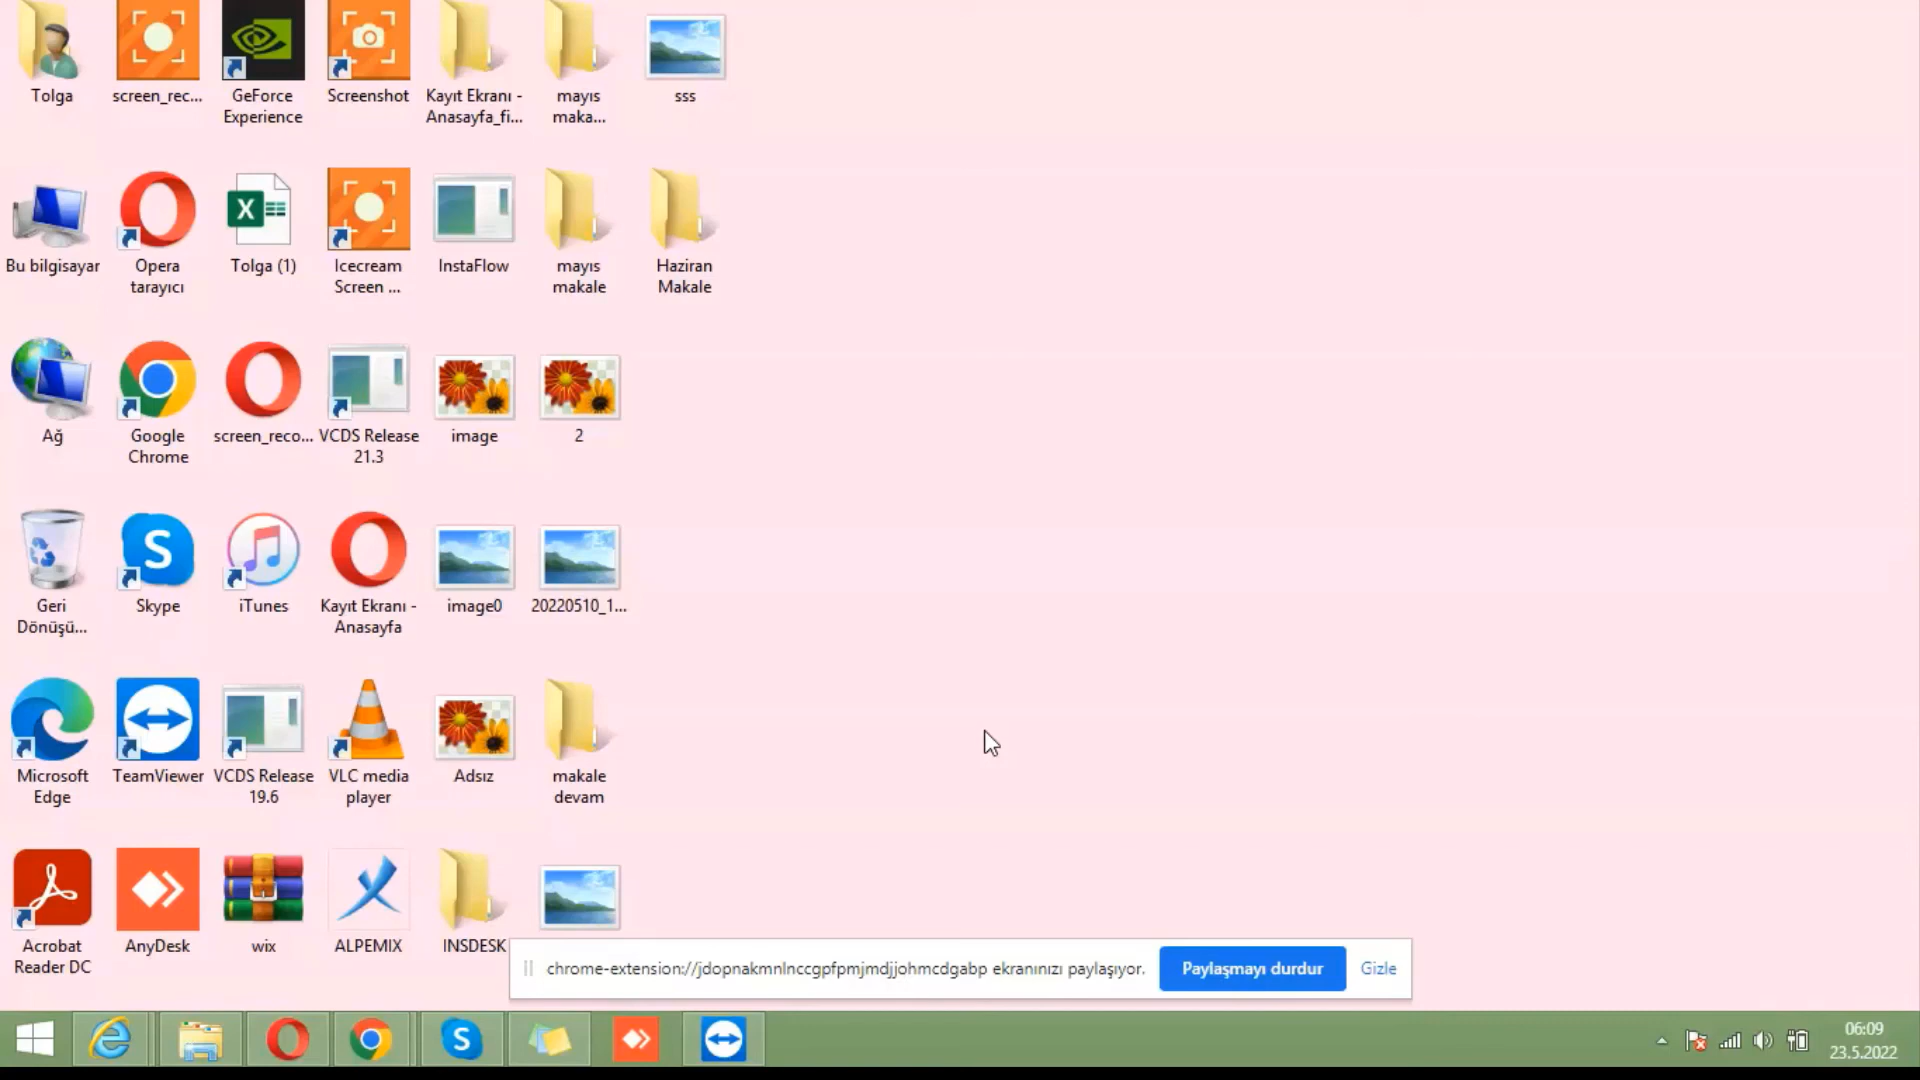 Tolga
screen_rec...
GeForce
Experience
Screenshot
Kayıt Ekranı -
Anasayfa_fi...
mayıs
maka...
sss
Bu bilgisayar
Opera
tarayıcı
Tolga (1)
Icecream
Screen ...
InstaFlow
mayıs
makale
Haziran
Makale
Ağ
Google
Chrome
screen_reco...
VCDS Release
21.3
image
2
Geri
Dönüşü...
Skype
iTunes
Kayıt Ekranı -
Anasayfa
image0
20220510_1...
Microsoft
Edge
TeamViewer
VCDS Release
19.6
VLC media
player
Adsız
makale
devam
Acrobat
Reader DC
AnyDesk
wix
ALPEMIX
INSDESK
chrome-extension://jdopnakmnlnccgpfpmjmdjjohmcdgabp ekranınızı paylaşıyor.
Paylaşmayı durdur
Gizle
06:09
23.5.2022